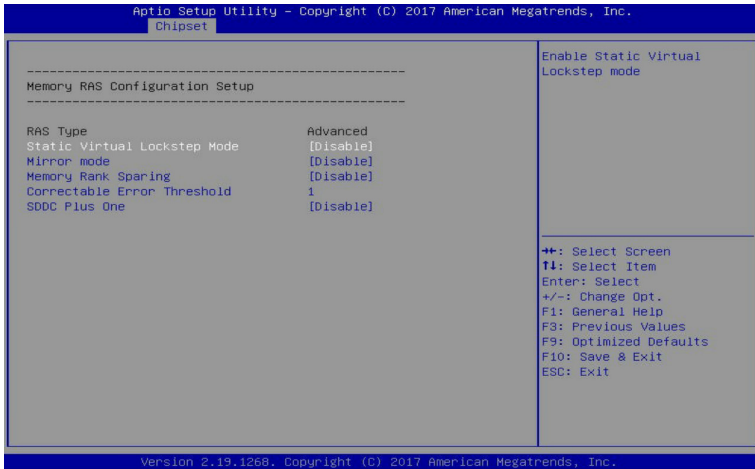 Aptio Setup Utility – Copyright (C) 2017 American Megatrends, Inc.
Chipset
------------------------------------------------
Memory RAS Configuration Setup
------------------------------------------------
RAS Type Advanced
Static Virtual Lockstep Mode [Disable]
Mirror mode [Disable]
Memory Rank Sparing [Disable]
Correctable Error Threshold 1
SDDC Plus One [Disable]
Enable Static Virtual
Lockstep mode
→←: Select Screen
↑↓: Select Item
Enter: Select
+/-: Change Opt.
F1: General Help
F3: Previous Values
F9: Optimized Defaults
F10: Save & Exit
ESC: Exit
Version 2.19.1268. Copyright (C) 2017 American Megatrends, Inc.